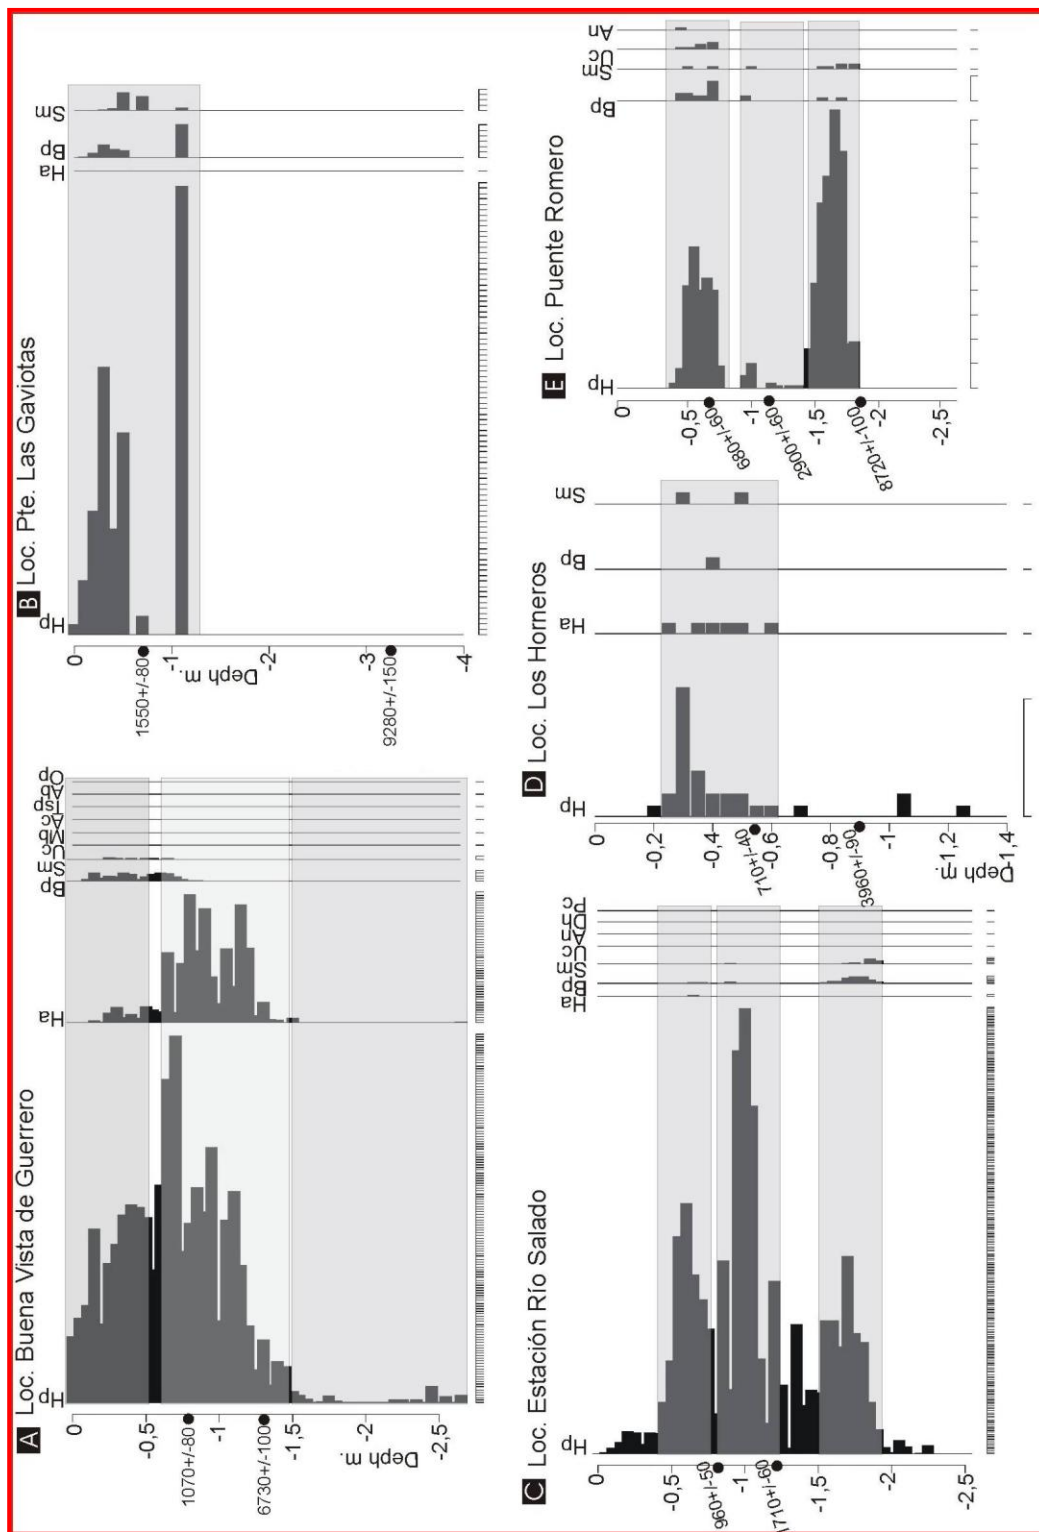 A Loc. Buena Vista de Guerrero
Hp
Ha
Bp
Sm
Uc
Mb
Ac
Tsp
Ab
Op
0
-0,5
-1
-1,5
-2
-2,5
1070+/-80
6730+/-100
Deph m.
B Loc. Pte. Las Gaviotas
Hp
Ha
Bp
Sm
0
-1
-2
-3
-4
Deph m.
1550+/-80
9280+/-150
C Loc. Estación Río Salado
Hp
Ha
Bp
Sm
Uc
An
Dh
Pc
0
-0,5
-1
-1,5
-2
-2,5
960+/-50
1710+/-60
D Loc. Los Horneros
Hp
Ha
Bp
Sm
0
-0,2
-0,4
-0,6
-0,8
-1
-1,2
-1,4
710+/-40
3960+/-90
Deph m.
E Loc. Puente Romero
Hp
Bp
Sm
Uc
An
0
-0,5
-1
-1,5
-2
-2,5
680+/-60
2900+/-60
8720+/-100